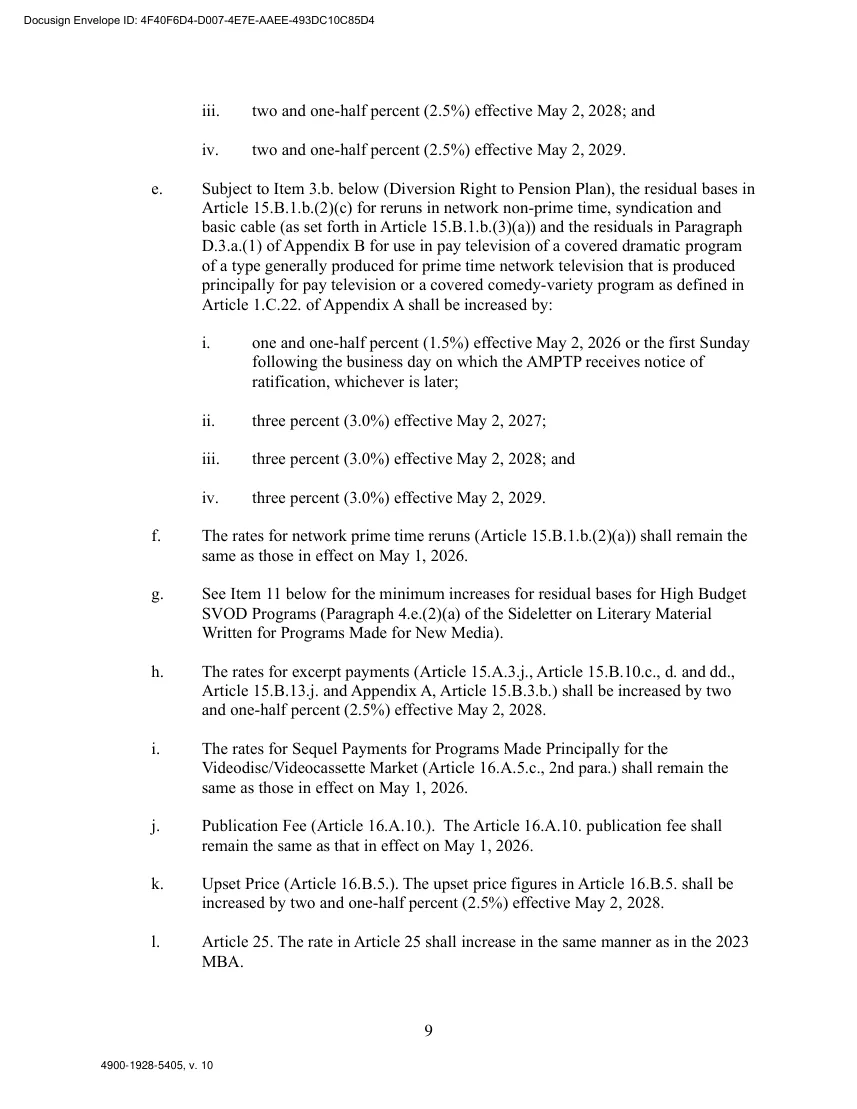 Docusign Envelope ID: 4F40F6D4-D007-4E7E-AAEE-493DC10C85D4
iii. two and one-half percent (2.5%) effective May 2, 2028; and
iv. two and one-half percent (2.5%) effective May 2, 2029.
e. Subject to Item 3.b. below (Diversion Right to Pension Plan), the residual bases in
Article 15.B.1.b.(2)(c) for reruns in network non-prime time, syndication and
basic cable (as set forth in Article 15.B.1.b.(3)(a)) and the residuals in Paragraph
D.3.a.(1) of Appendix B for use in pay television of a covered dramatic program
of a type generally produced for prime time network television that is produced
principally for pay television or a covered comedy-variety program as defined in
Article 1.C.22. of Appendix A shall be increased by:
i. one and one-half percent (1.5%) effective May 2, 2026 or the first Sunday
following the business day on which the AMPTP receives notice of
ratification, whichever is later;
ii. three percent (3.0%) effective May 2, 2027;
iii. three percent (3.0%) effective May 2, 2028; and
iv. three percent (3.0%) effective May 2, 2029.
f. The rates for network prime time reruns (Article 15.B.1.b.(2)(a)) shall remain the
same as those in effect on May 1, 2026.
g. See Item 11 below for the minimum increases for residual bases for High Budget
SVOD Programs (Paragraph 4.e.(2)(a) of the Sideletter on Literary Material
Written for Programs Made for New Media).
h. The rates for excerpt payments (Article 15.A.3.j., Article 15.B.10.c., d. and dd.,
Article 15.B.13.j. and Appendix A, Article 15.B.3.b.) shall be increased by two
and one-half percent (2.5%) effective May 2, 2028.
i. The rates for Sequel Payments for Programs Made Principally for the
Videodisc/Videocassette Market (Article 16.A.5.c., 2nd para.) shall remain the
same as those in effect on May 1, 2026.
j. Publication Fee (Article 16.A.10.). The Article 16.A.10. publication fee shall
remain the same as that in effect on May 1, 2026.
k. Upset Price (Article 16.B.5.). The upset price figures in Article 16.B.5. shall be
increased by two and one-half percent (2.5%) effective May 2, 2028.
l. Article 25. The rate in Article 25 shall increase in the same manner as in the 2023
MBA.
9
4900-1928-5405, v. 10